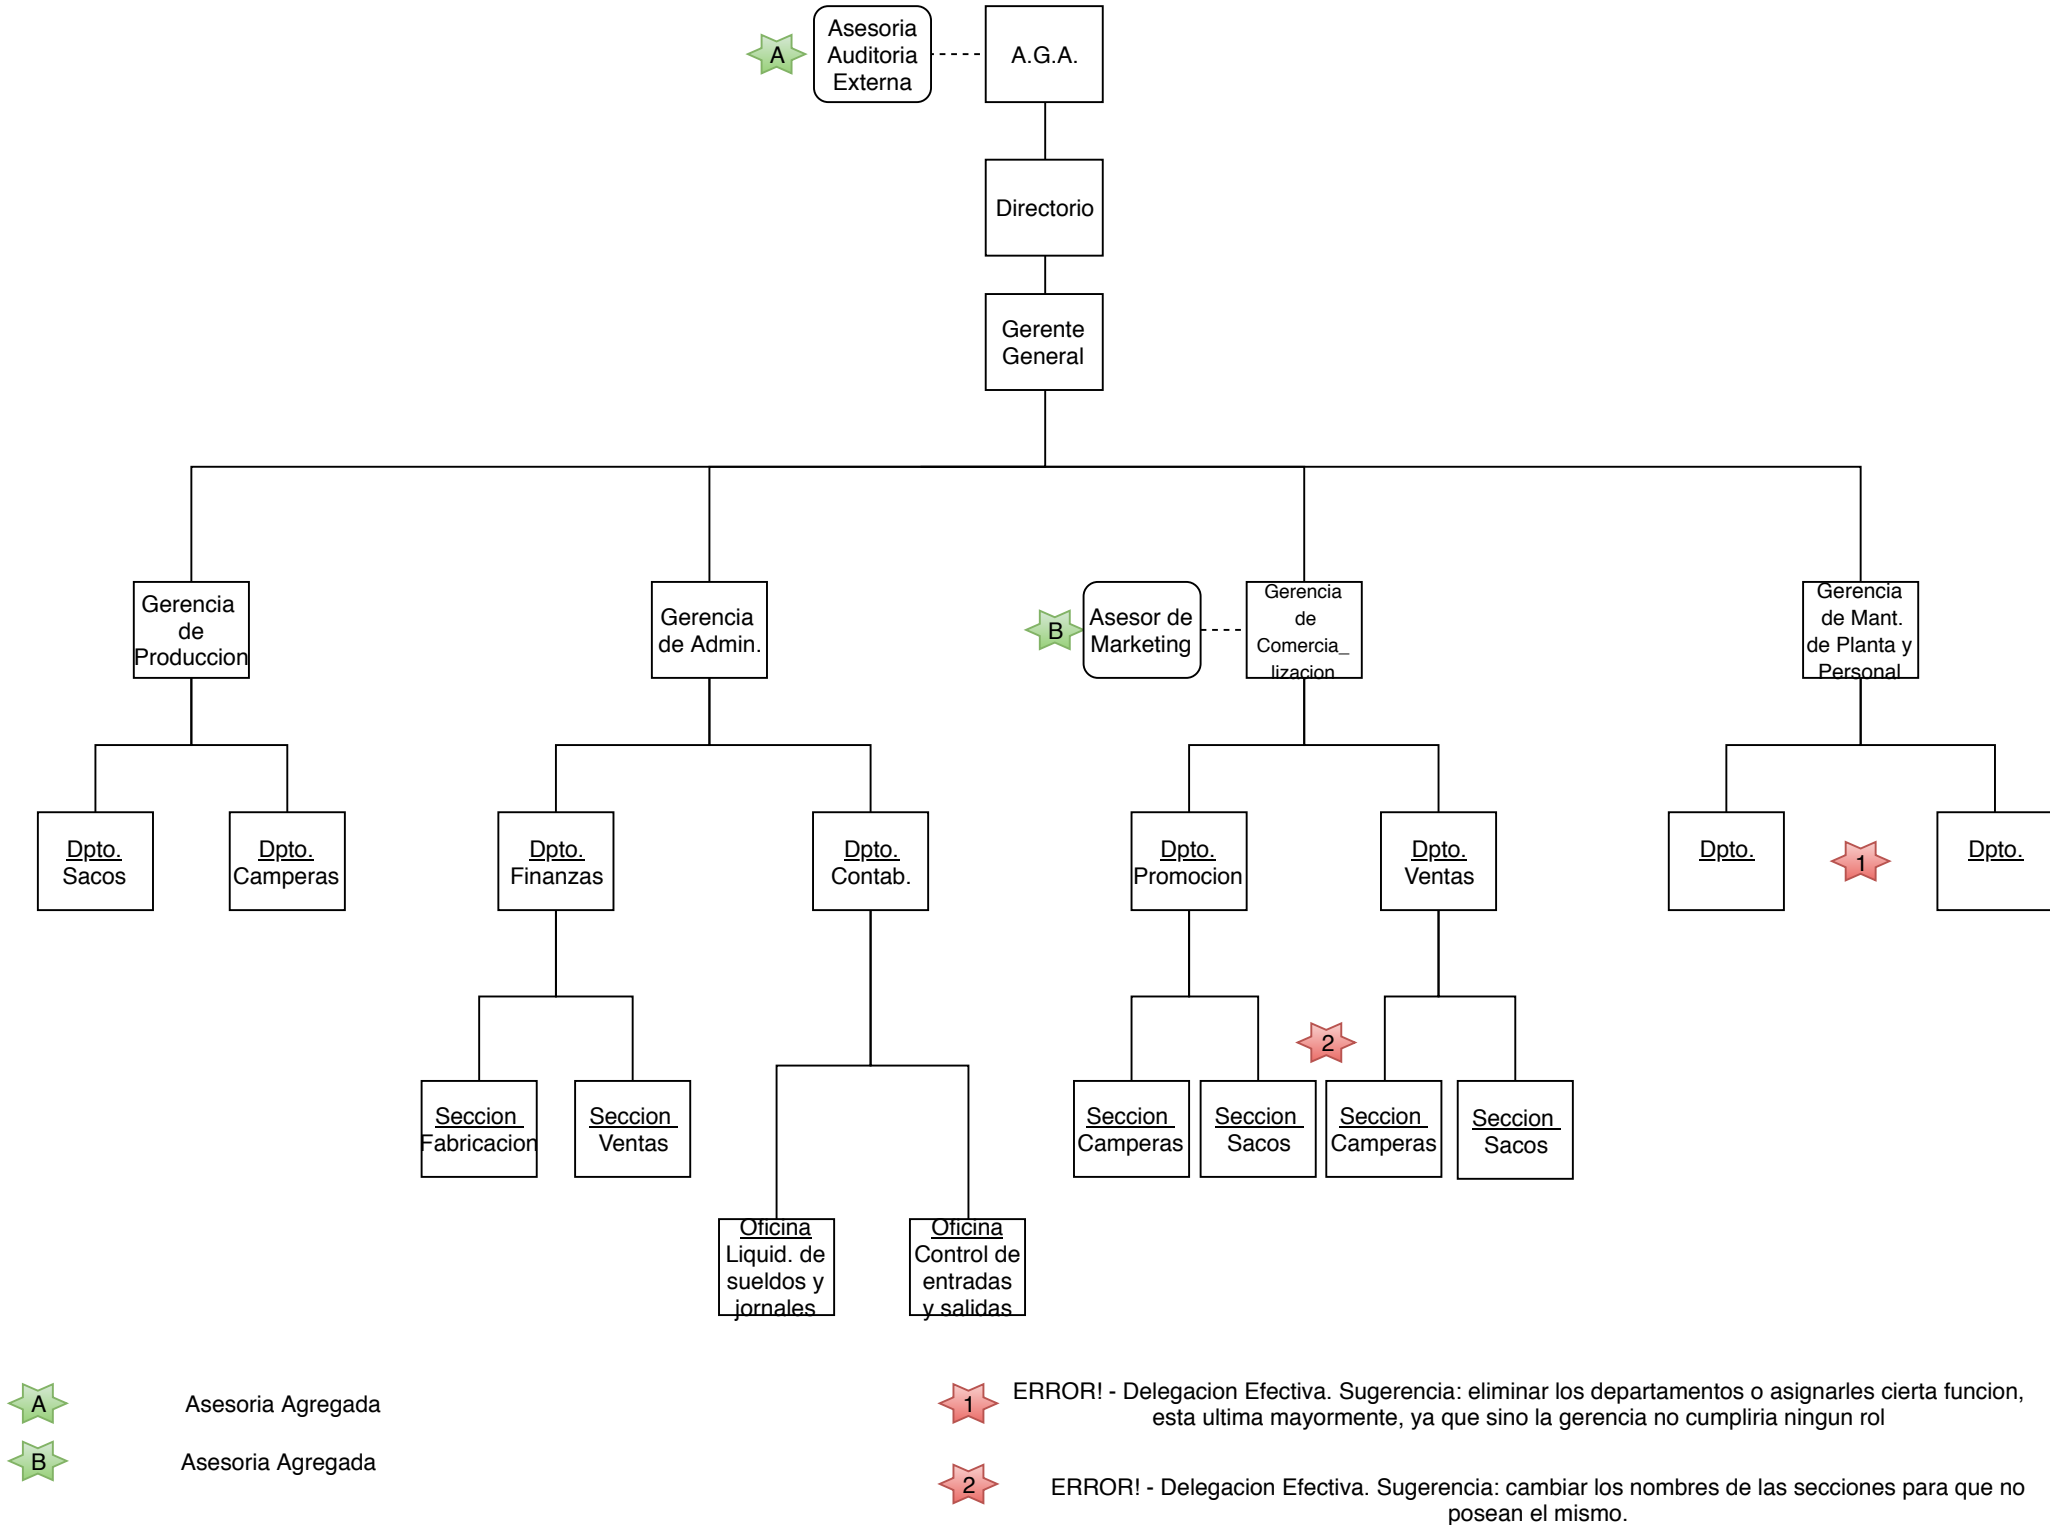 A
Asesoria
Auditoria
Externa
A.G.A.
Directorio
Gerente
General
Gerencia
de
Produccion
Gerencia
de Admin.
B
Asesor de
Marketing
Gerencia
de
Comercia_
lizacion
Gerencia
de Mant.
de Planta y
Personal
Dpto.
Sacos
Dpto.
Camperas
Dpto.
Finanzas
Dpto.
Contab.
Dpto.
Promocion
Dpto.
Ventas
Dpto.
1
Dpto.
2
Seccion
Fabricacion
Seccion
Ventas
Seccion
Camperas
Seccion
Sacos
Seccion
Camperas
Seccion
Sacos
Oficina
Liquid. de
sueldos y
jornales
Oficina
Control de
entradas
y salidas
A
Asesoria Agregada
B
Asesoria Agregada
1
ERROR! - Delegacion Efectiva. Sugerencia: eliminar los departamentos o asignarles cierta funcion,
esta ultima mayormente, ya que sino la gerencia no cumpliria ningun rol
2
ERROR! - Delegacion Efectiva. Sugerencia: cambiar los nombres de las secciones para que no
posean el mismo.